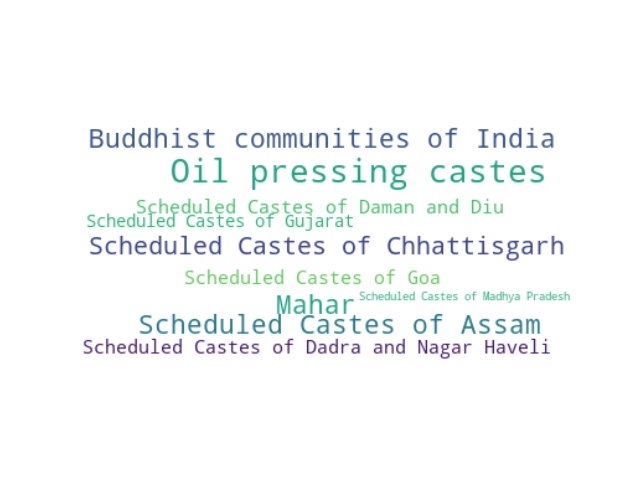 Buddhist communities of India
Oil pressing castes
Scheduled Castes of Daman and Diu
Scheduled Castes of Gujarat
Scheduled Castes of Chhattisgarh
Scheduled Castes of Goa
Mahar
Scheduled Castes of Madhya Pradesh
Scheduled Castes of Assam
Scheduled Castes of Dadra and Nagar Haveli